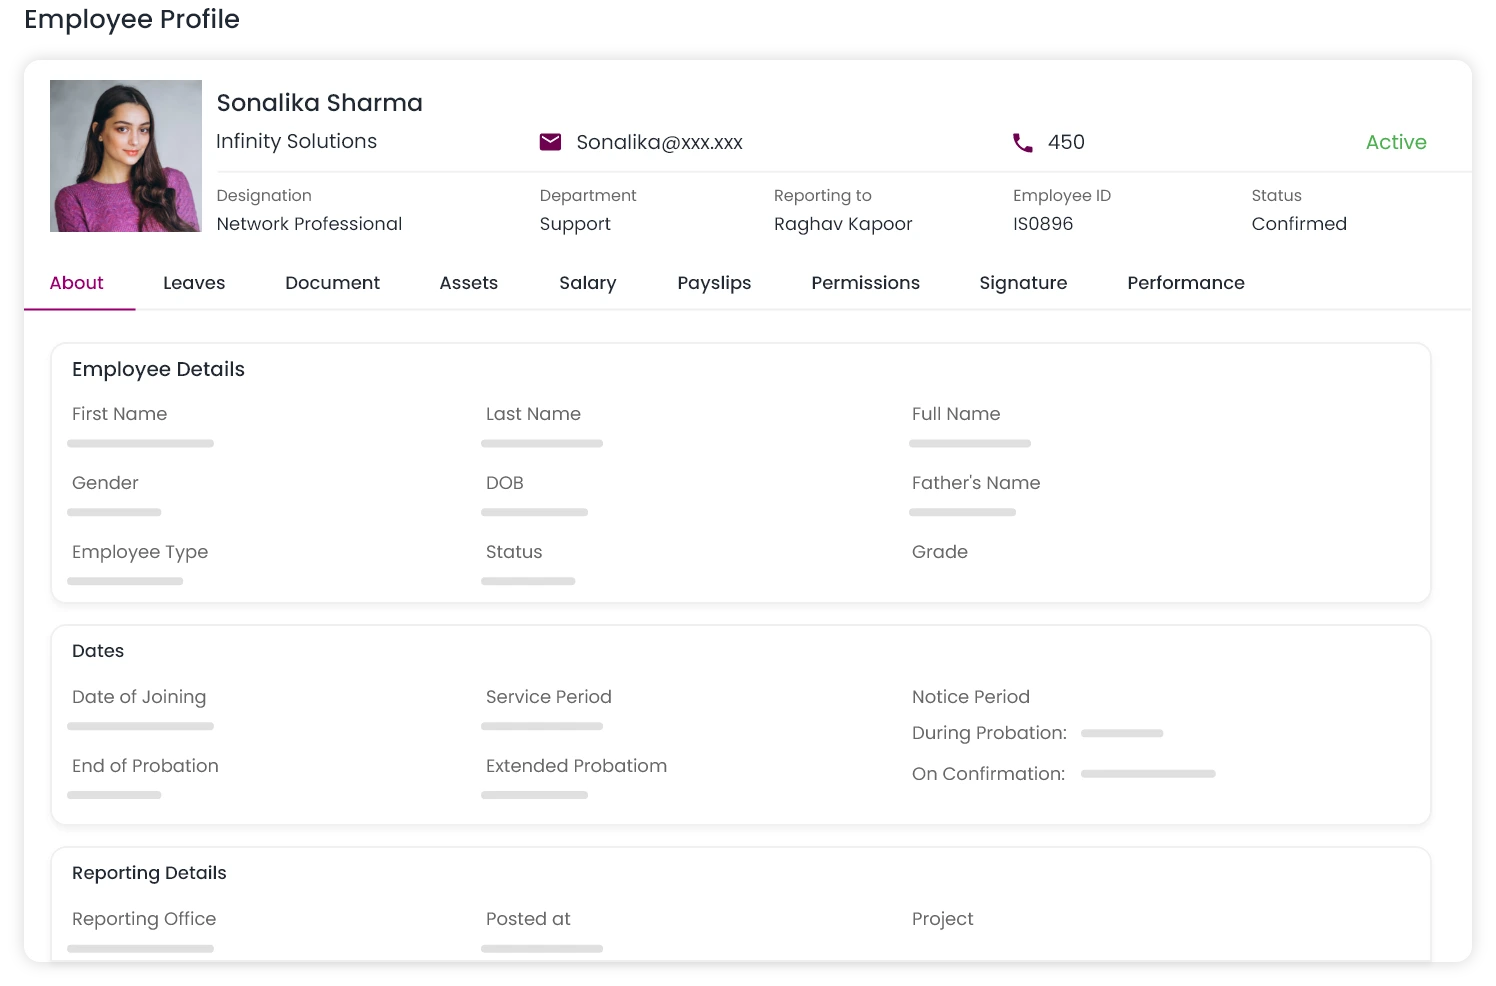 Employee Profile
Sonalika Sharma
Infinity Solutions Sonalika@xxx.xxx 450 Active
Designation Department Reporting to Employee ID Status
Network Professional Support Raghav Kapoor IS0896 Confirmed
About Leaves Document Assets Salary Payslips Permissions Signature Performance
Employee Details
First Name Last Name Full Name
Gender DOB Father's Name
Employee Type Status Grade
Dates
Date of Joining Service Period Notice Period
During Probation:
End of Probation Extended Probatiom
On Confirmation:
Reporting Details
Reporting Office Posted at Project